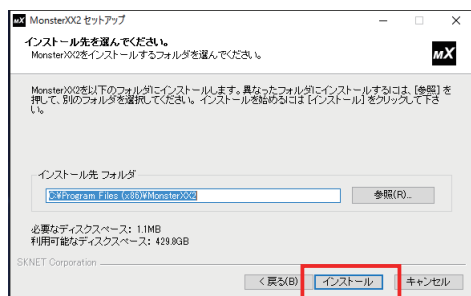 MX MonsterXX2 セットアップ
インストール先を選んでください。
MonsterXX2をインストールするフォルダを選んでください。
MX
MonsterXX2を以下のフォルダにインストールします。異なったフォルダにインストールするには、[参照]を
押して、別のフォルダを選択してください。インストールを始めるには [インストール] をクリックして下さ
い。
インストール先 フォルダ
C:¥Program Files (x86)¥MonsterXX2
参照(R)...
必要なディスクスペース: 1.1MB
利用可能なディスクスペース: 429.8GB
SKNET Corporation
< 戻る(B)
インストール
キャンセル